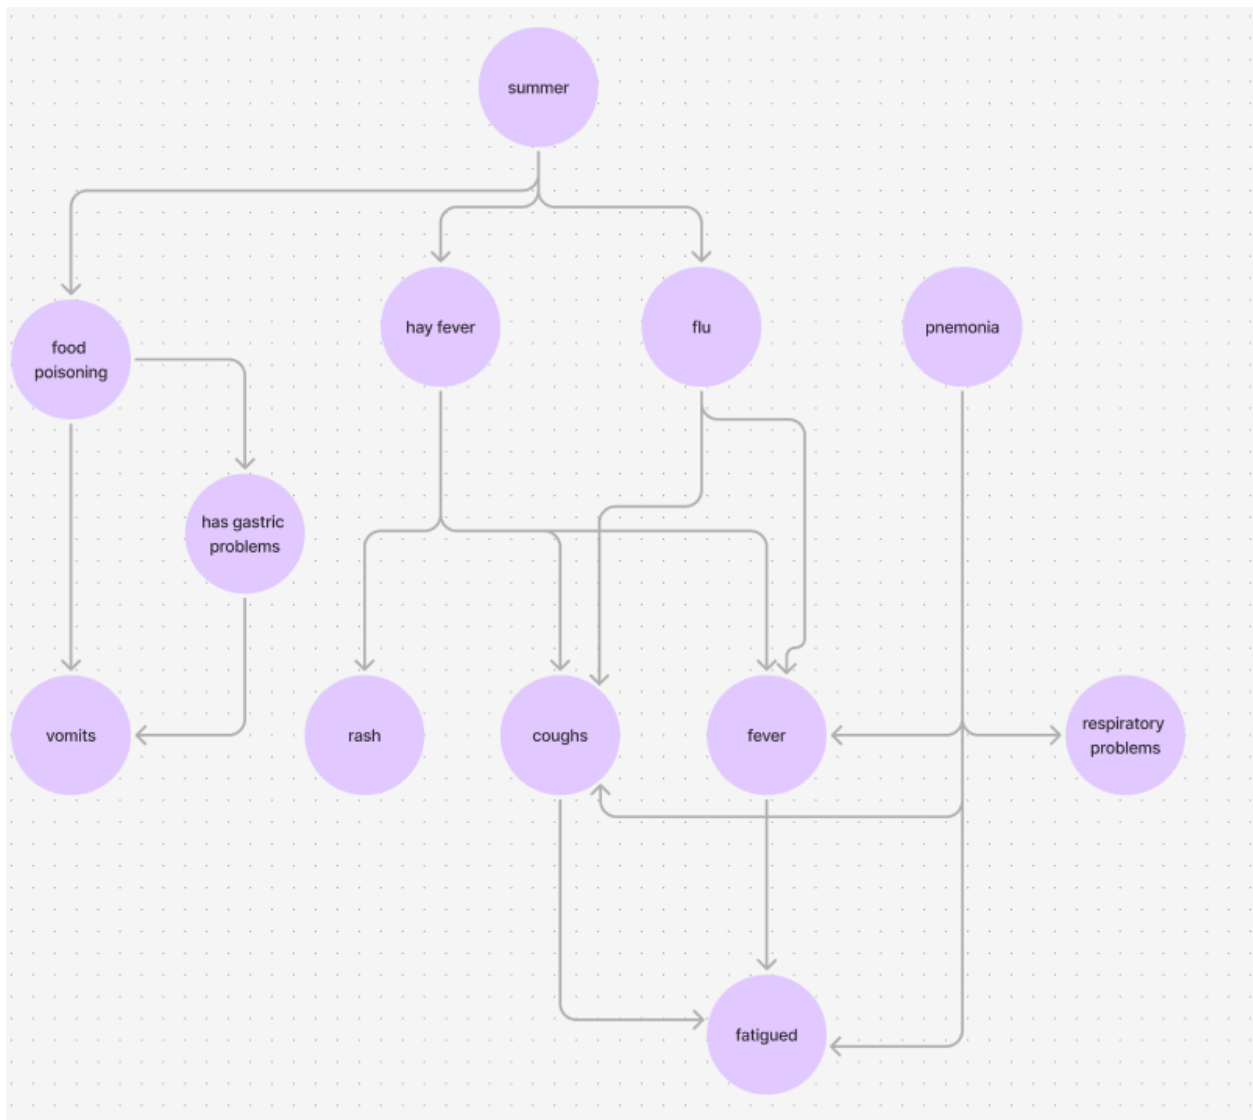 summer
hay fever
flu
pnemonia
food
poisoning
has gastric
problems
vomits
rash
coughs
fever
respiratory
problems
fatigued